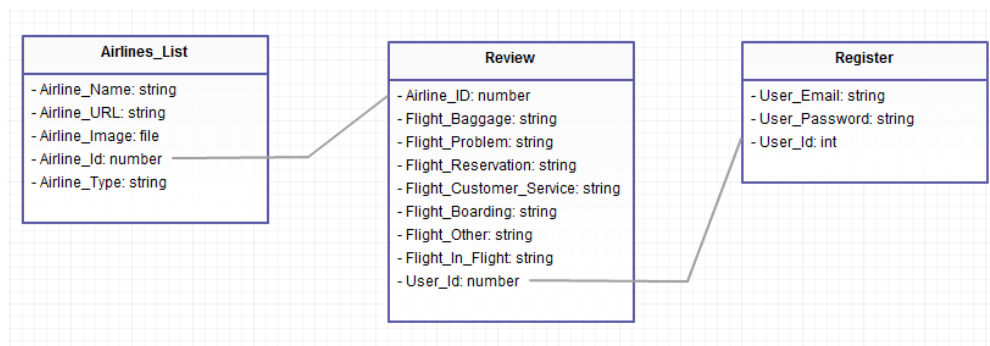 Airlines_List
- Airline_Name: string
- Airline_URL: string
- Airline_Image: file
- Airline_Id: number
- Airline_Type: string
Review
- Airline_ID: number
- Flight_Baggage: string
- Flight_Problem: string
- Flight_Reservation: string
- Flight_Customer_Service: string
- Flight_Boarding: string
- Flight_Other: string
- Flight_In_Flight: string
- User_Id: number
Register
- User_Email: string
- User_Password: string
- User_Id: int